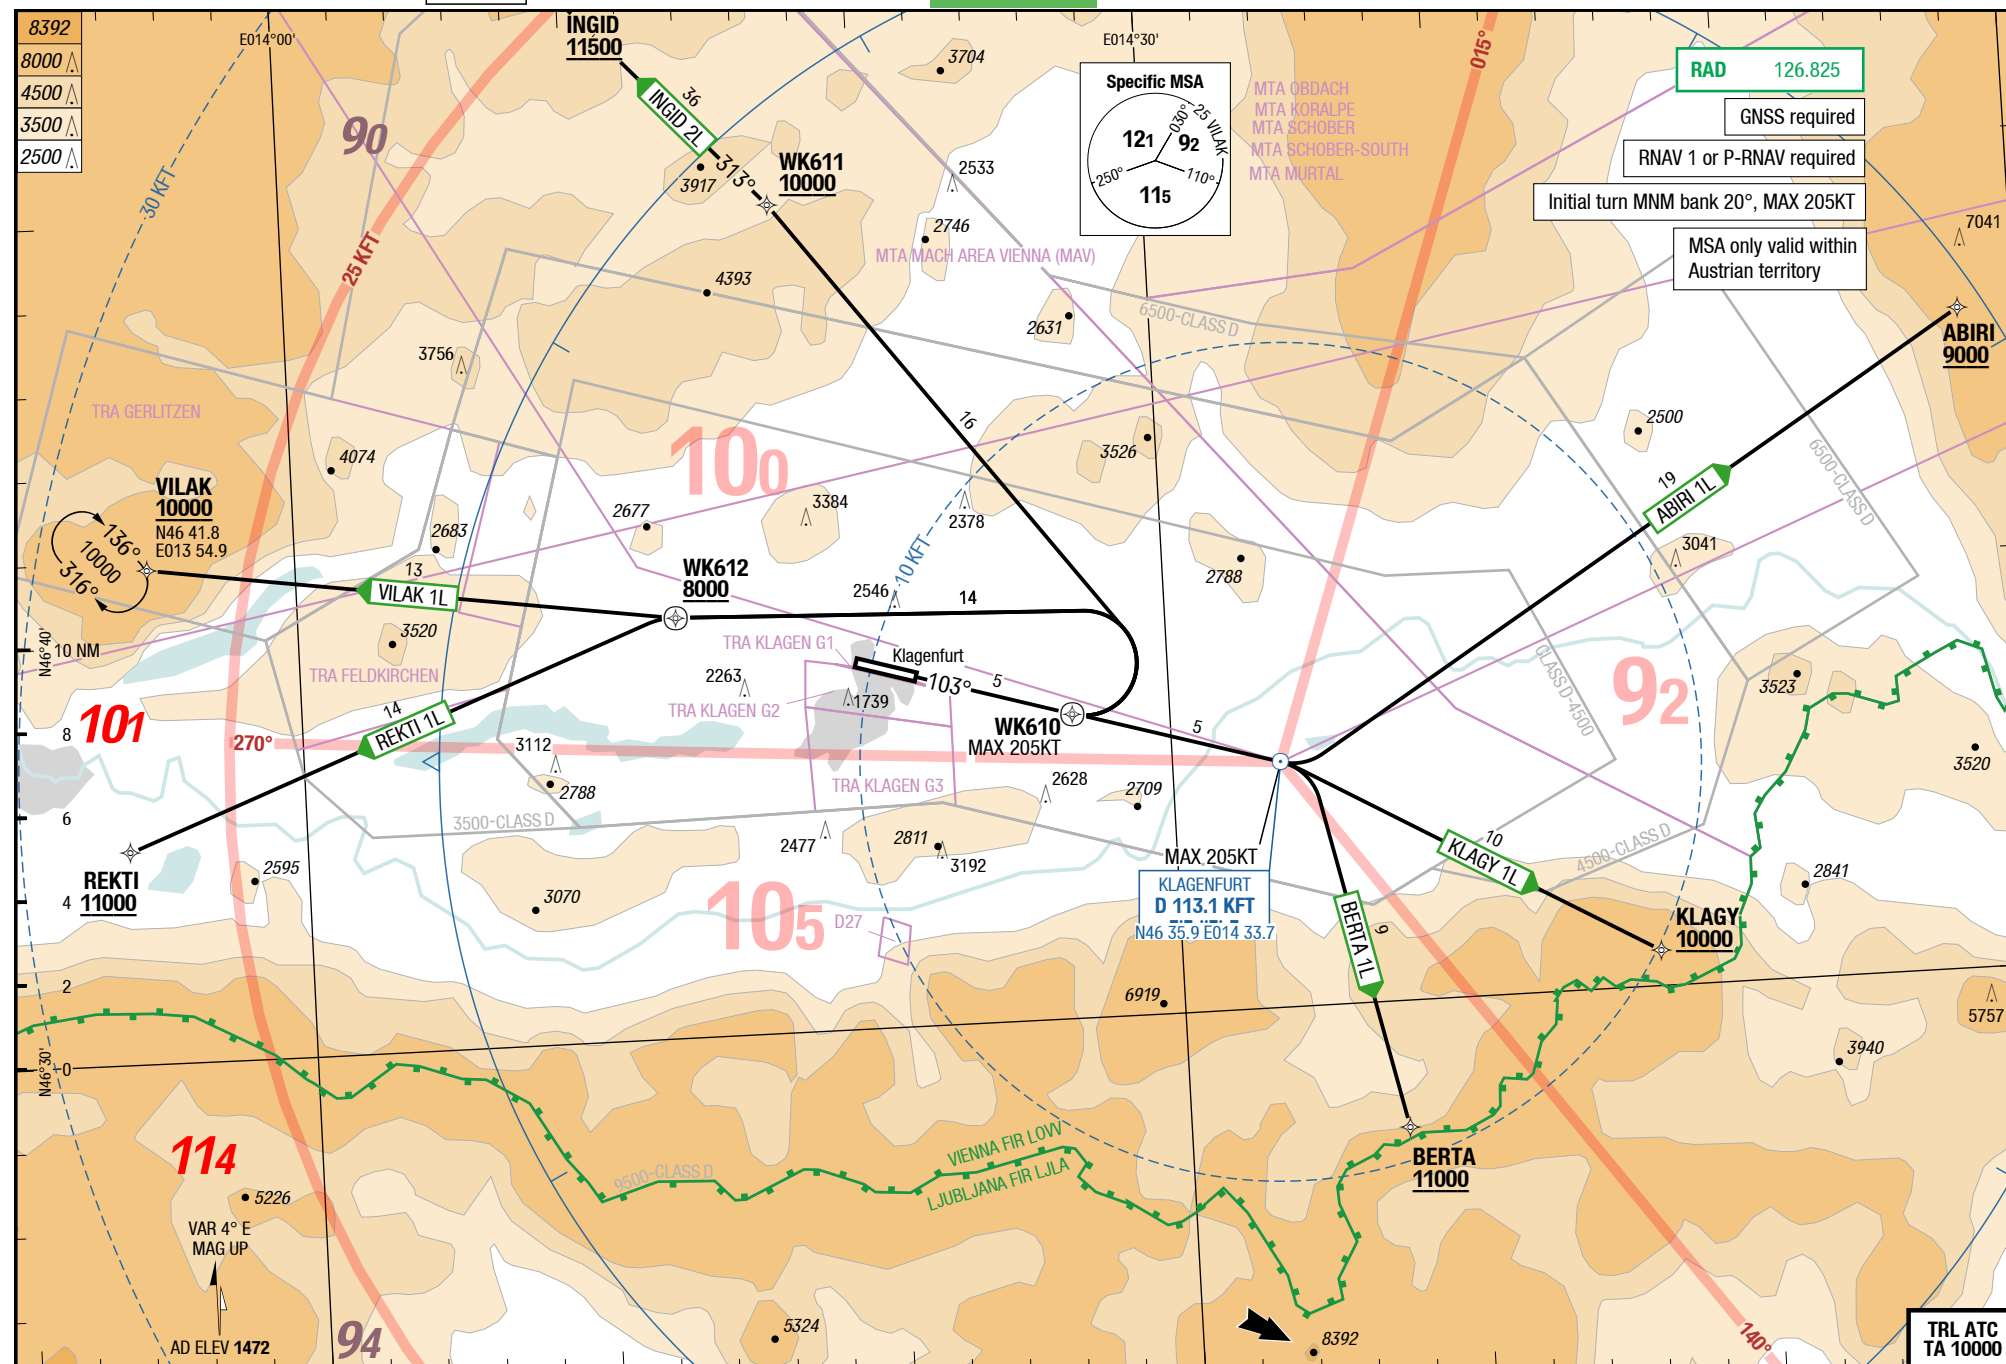 8392
8000
4500
3500
2500
E014°00'
INGID
11500
E014°30'
3704
90
30 KFT
25 KFT
36
INGID 2L
313°
3917
WK611
10000
2533
2746
Specific MSA
121
030°
25 VILAK
92
250°
110°
115
MTA OBDACH
MTA KORALPE
MTA SCHOBER
MTA SCHOBER-SOUTH
MTA MURTAL
015°
RAD 126.825
GNSS required
RNAV 1 or P-RNAV required
Initial turn MNM bank 20°, MAX 205KT
MSA only valid within
Austrian territory
7041
MTA MACH AREA VIENNA (MAV)
4393
2631
6500-CLASS D
ABIRI
9000
3756
TRA GERLITZEN
4074
100
16
3526
2500
6500-CLASS D
VILAK
10000
N46 41.8
E013 54.9
136°
10000
316°
2683
2677
3384
2378
10 KFT
2788
19
ABIRI 1L
3041
13
VILAK 1L
WK612
8000
2546
14
3520
N46°40'
10 NM
TRA FELDKIRCHEN
TRA KLAGEN G1
Klagenfurt
2263
103°
5
TRA KLAGEN G2
1739
CLASS D-4500
92
3523
101
8
14
REKTI 1L
270°
WK610
MAX 205KT
5
3520
3112
2788
TRA KLAGEN G3
2628
2709
6
3500-CLASS D
2477
2811
3192
MAX 205KT
10
KLAGY 1L
4500-CLASS D
2841
REKTI
11000
2595
4
3070
105
D27
KLAGENFURT
D 113.1 KFT
N46 35.9 E014 33.7
9
BERTA 1L
KLAGY
10000
2
6919
5757
N46°30'
0
3940
114
VIENNA FIR LOVV
LJUBLJANA FIR LJLA
9500-CLASS D
BERTA
11000
5226
VAR 4° E
MAG UP
AD ELEV 1472
94
5324
8392
140°
TRL ATC
TA 10000